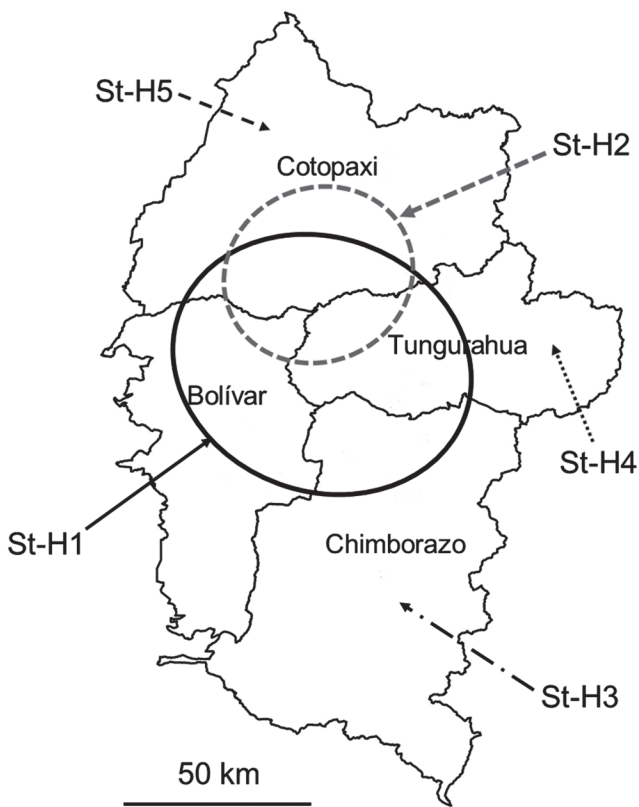 St-H5
St-H2
Cotopaxi
Tungurahua
Bolívar
St-H4
St-H1
Chimborazo
St-H3
50 km